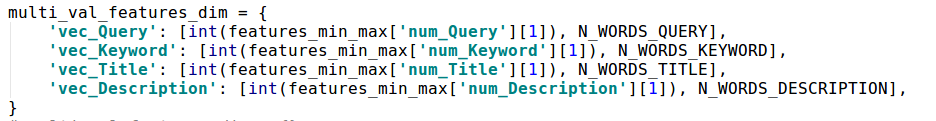 multi_val_features_dim = {
    'vec_Query': [int(features_min_max['num_Query'][1]), N_WORDS_QUERY],
    'vec_Keyword': [int(features_min_max['num_Keyword'][1]), N_WORDS_KEYWORD],
    'vec_Title': [int(features_min_max['num_Title'][1]), N_WORDS_TITLE],
    'vec_Description': [int(features_min_max['num_Description'][1]), N_WORDS_DESCRIPTION],
}